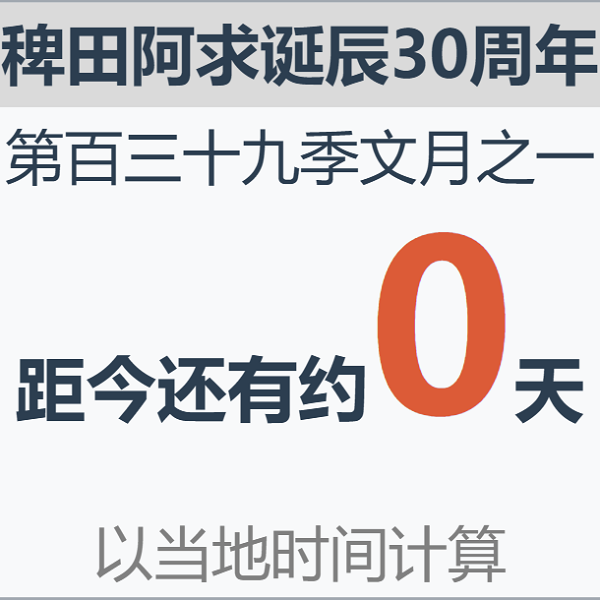 稗田阿求诞辰30周年
第百三十九季文月之一
距今还有约0天
以当地时间计算